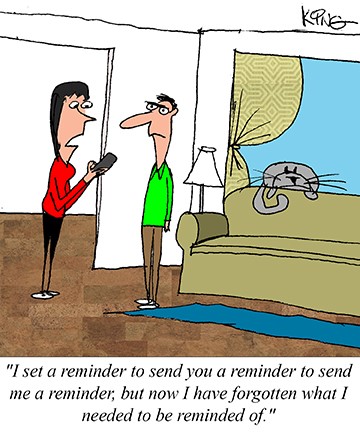 KPNG
"I set a reminder to send you a reminder to send
me a reminder, but now I have forgotten what I
needed to be reminded of."